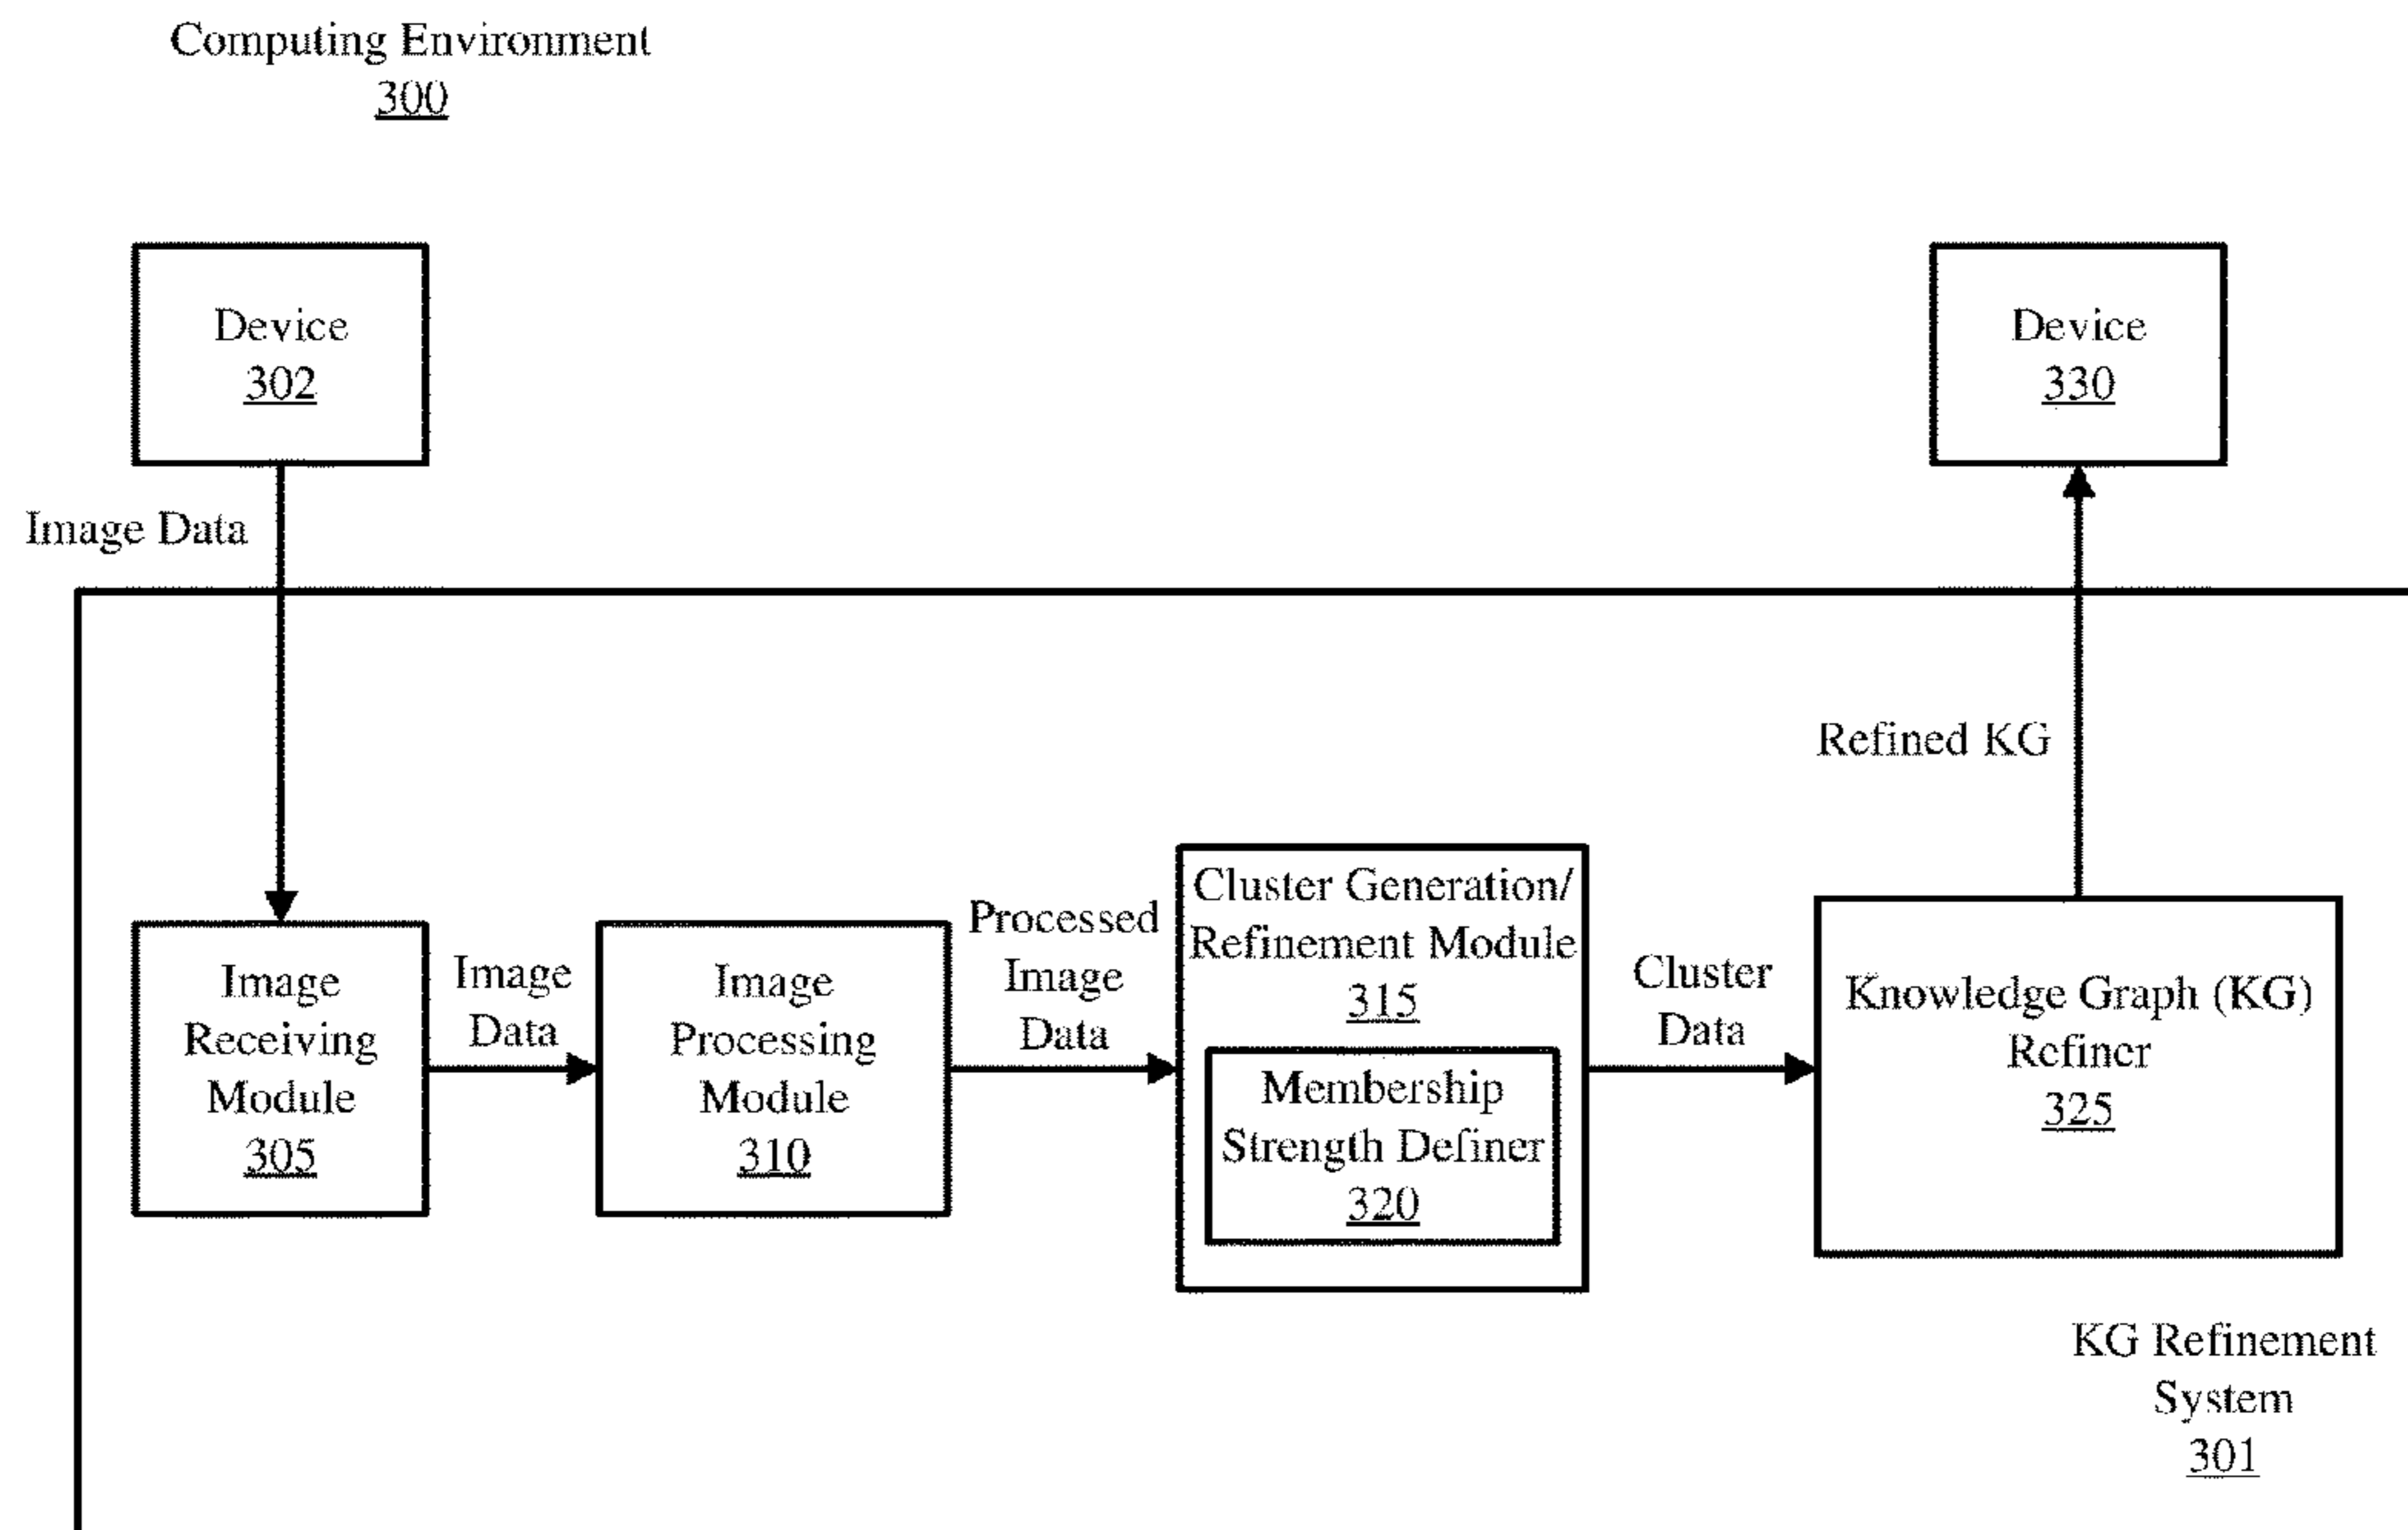 Computing Environment
300
Device
302
Device
330
Image Data
Refined KG
Image
Receiving
Module
305
Image
Data
Image
Processing
Module
310
Processed
Image
Data
Cluster Generation/
Refinement Module
315
Membership
Strength Definer
320
Cluster
Data
Knowledge Graph (KG)
Refiner
325
KG Refinement
System
301